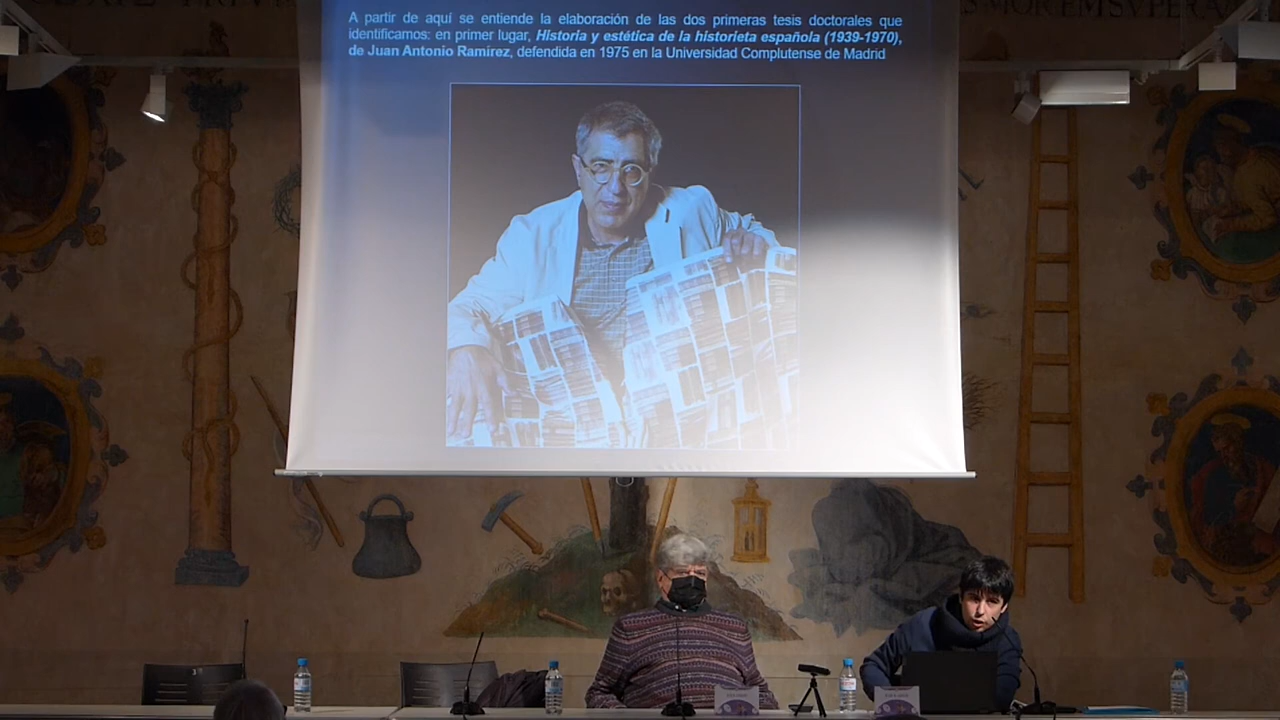 A partir de aquí se entiende la elaboración de las dos primeras tesis doctorales que
identificamos: en primer lugar, Historia y estética de la historieta española (1939-1970),
de Juan Antonio Ramírez, defendida en 1975 en la Universidad Complutense de Madrid